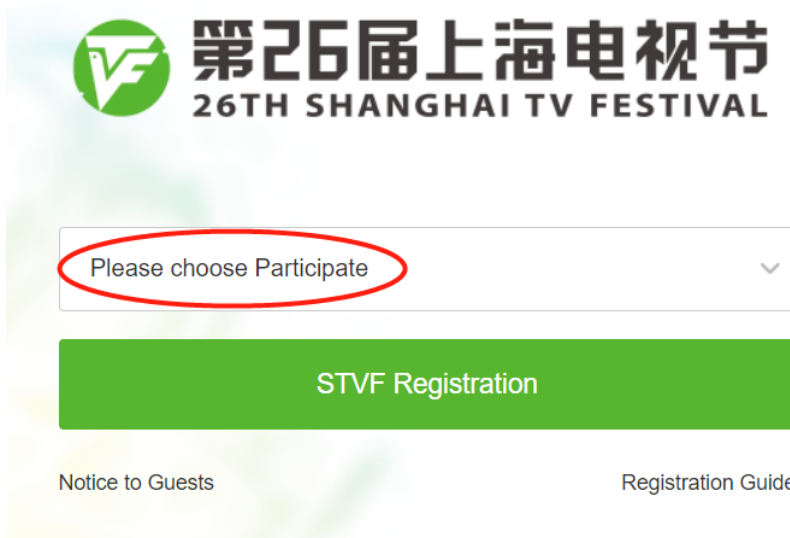 第26届上海电视节
26TH SHANGHAI TV FESTIVAL
Please choose Participate
STVF Registration
Notice to Guests
Registration Guide